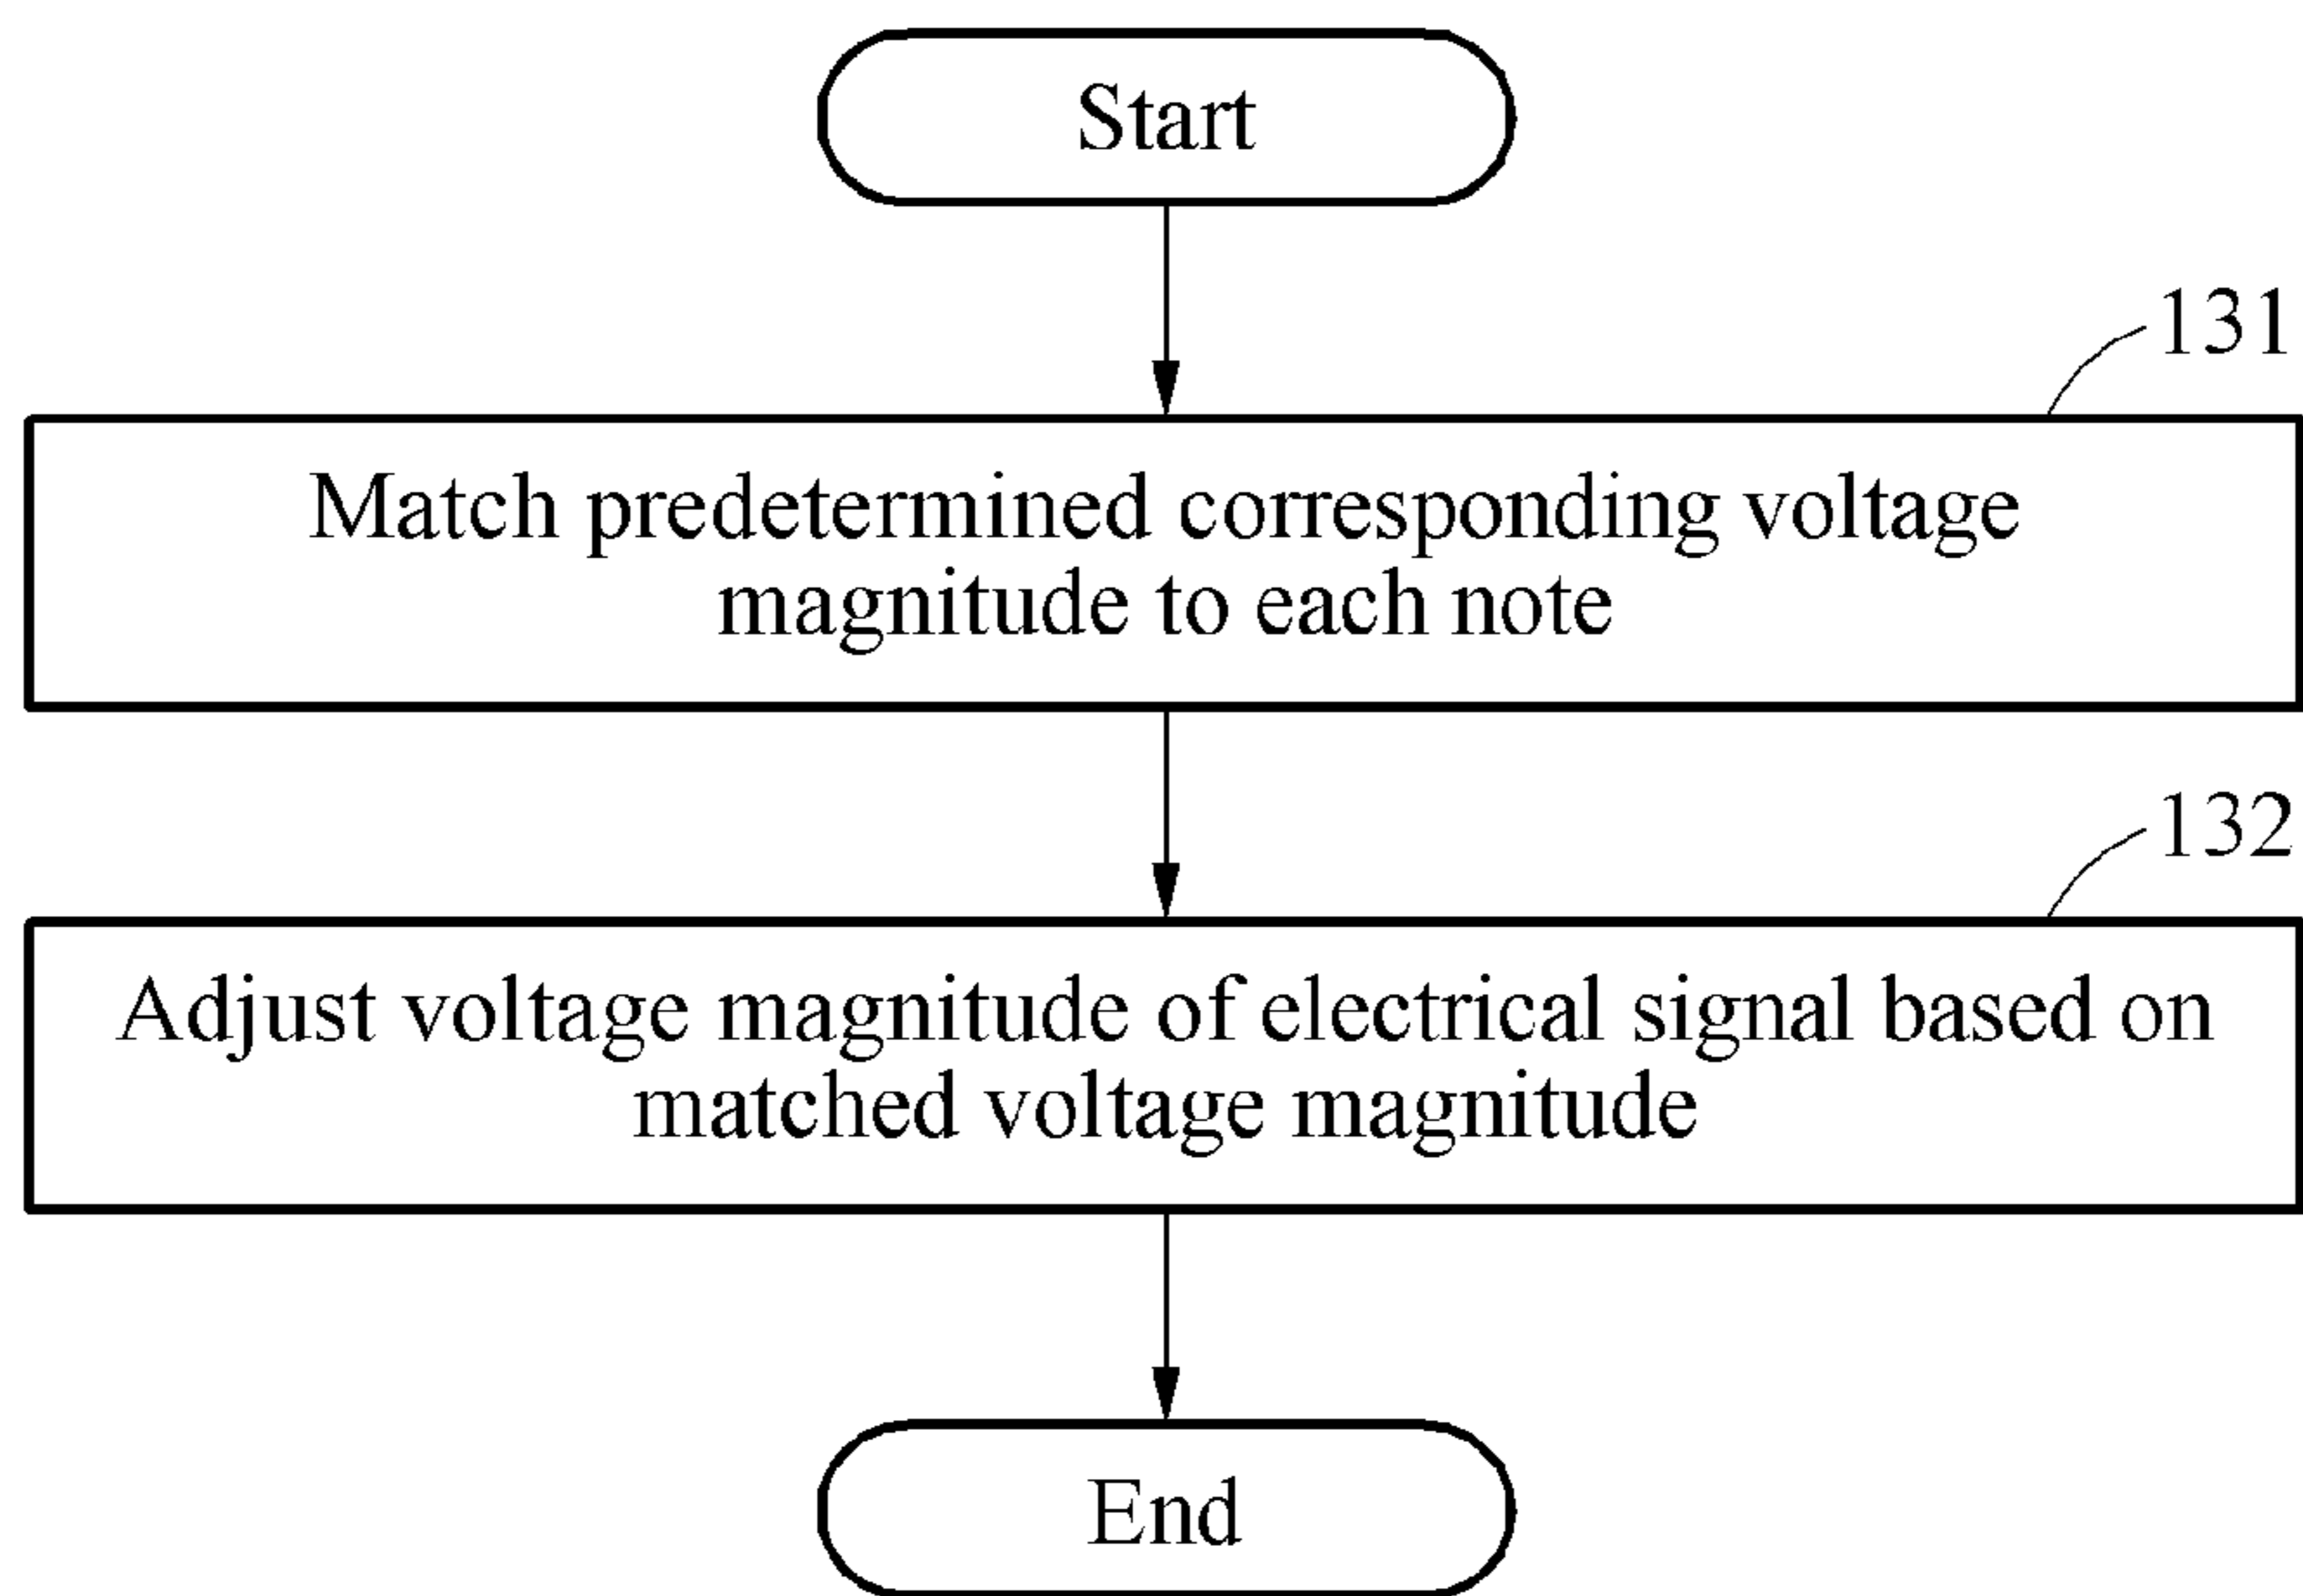 Start
131
Match predetermined corresponding voltage
magnitude to each note
132
Adjust voltage magnitude of electrical signal based on
matched voltage magnitude
End